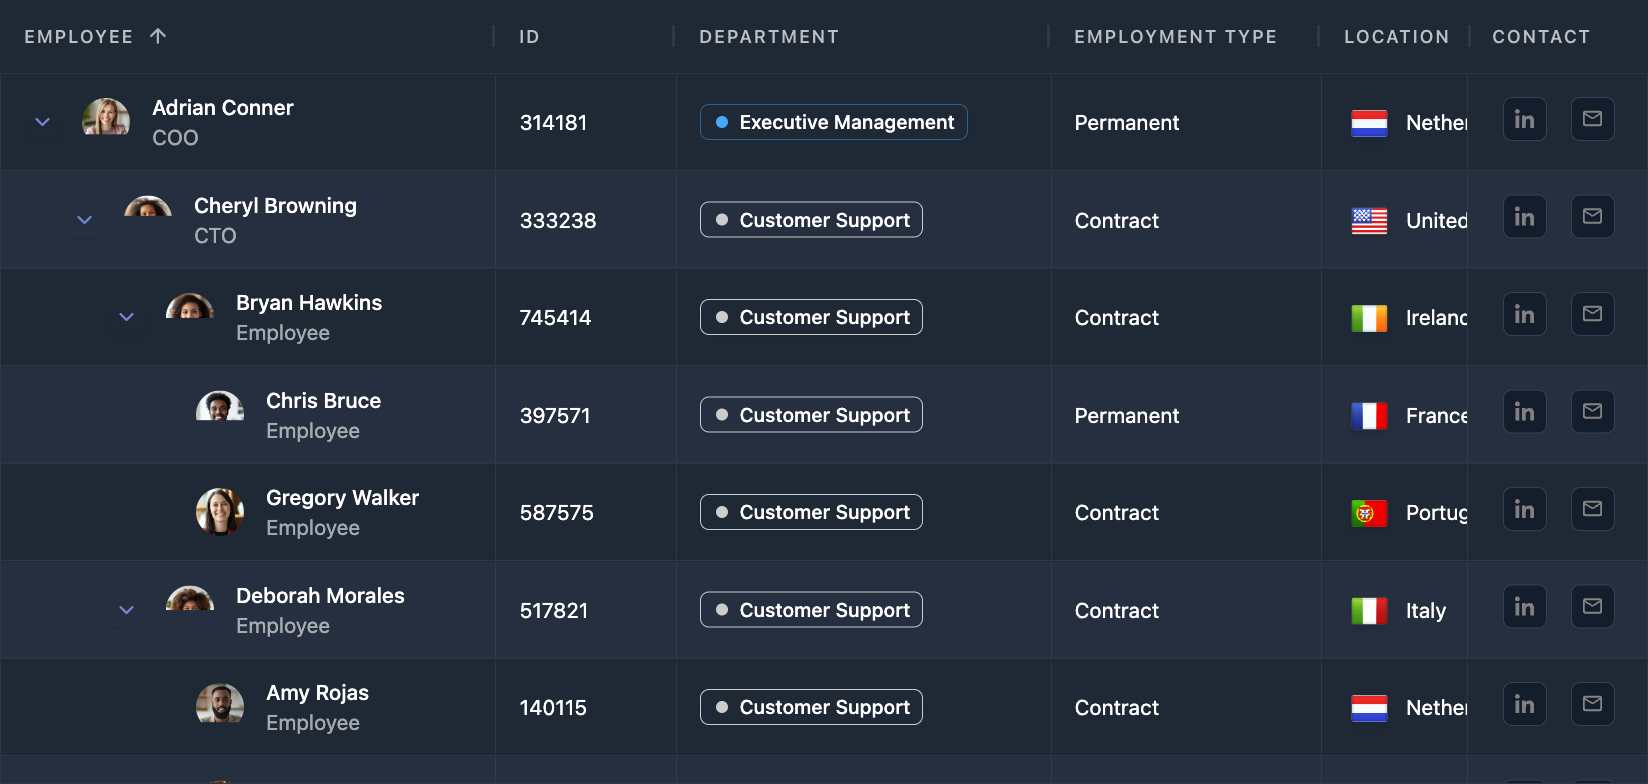 EMPLOYEE ID DEPARTMENT EMPLOYMENT TYPE LOCATION CONTACT
Adrian Conner
COO
314181 Executive Management Permanent Nether in
Cheryl Browning
CTO
333238 Customer Support Contract United in
Bryan Hawkins
Employee
745414 Customer Support Contract Ireland in
Chris Bruce
Employee
397571 Customer Support Permanent France in
Gregory Walker
Employee
587575 Customer Support Contract Portug in
Deborah Morales
Employee
517821 Customer Support Contract Italy in
Amy Rojas
Employee
140115 Customer Support Contract Nether in